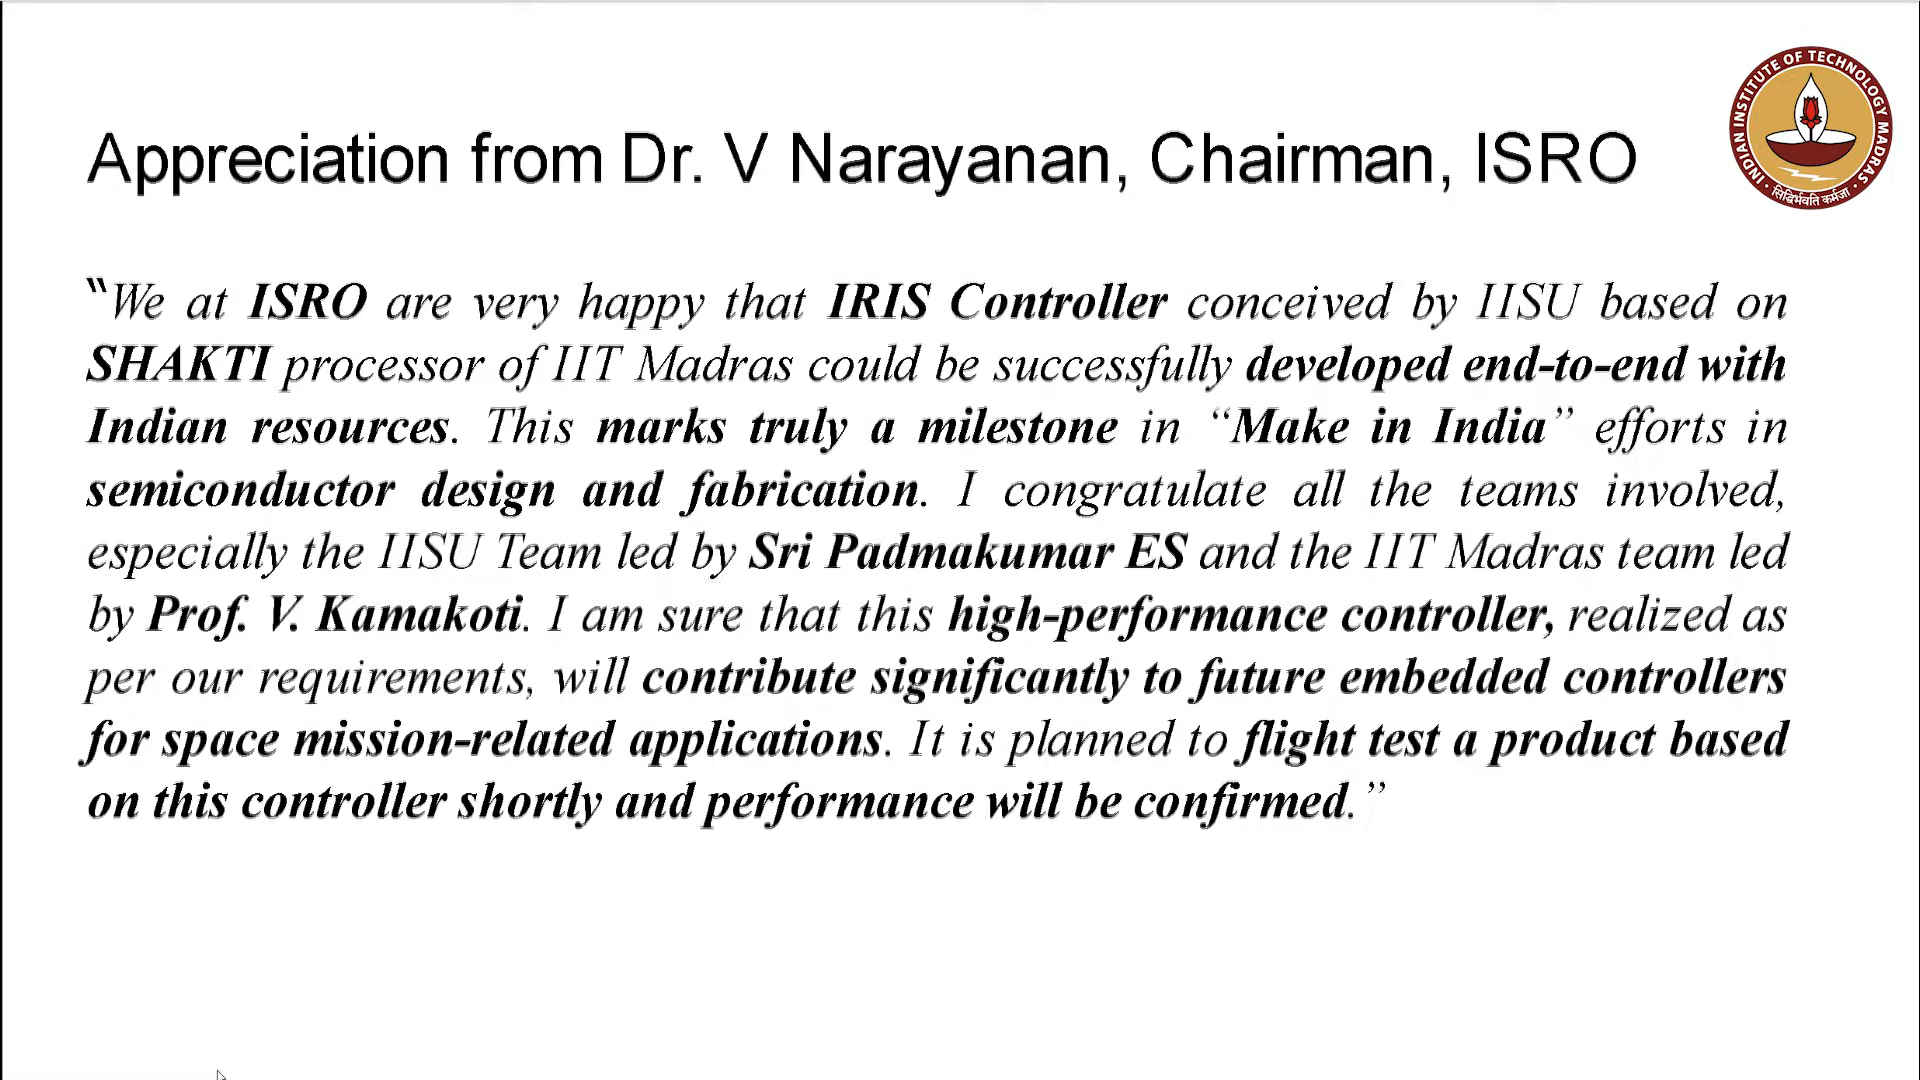 Appreciation from Dr. V Narayanan, Chairman, ISRO
INDIAN INSTITUTE OF TECHNOLOGY MADRAS
सिद्धिर्भवति कर्मजा
"We at ISRO are very happy that IRIS Controller conceived by IISU based on
SHAKTI processor of IIT Madras could be successfully developed end-to-end with
Indian resources. This marks truly a milestone in “Make in India” efforts in
semiconductor design and fabrication. I congratulate all the teams involved,
especially the IISU Team led by Sri Padmakumar ES and the IIT Madras team led
by Prof. V. Kamakoti. I am sure that this high-performance controller, realized as
per our requirements, will contribute significantly to future embedded controllers
for space mission-related applications. It is planned to flight test a product based
on this controller shortly and performance will be confirmed.”